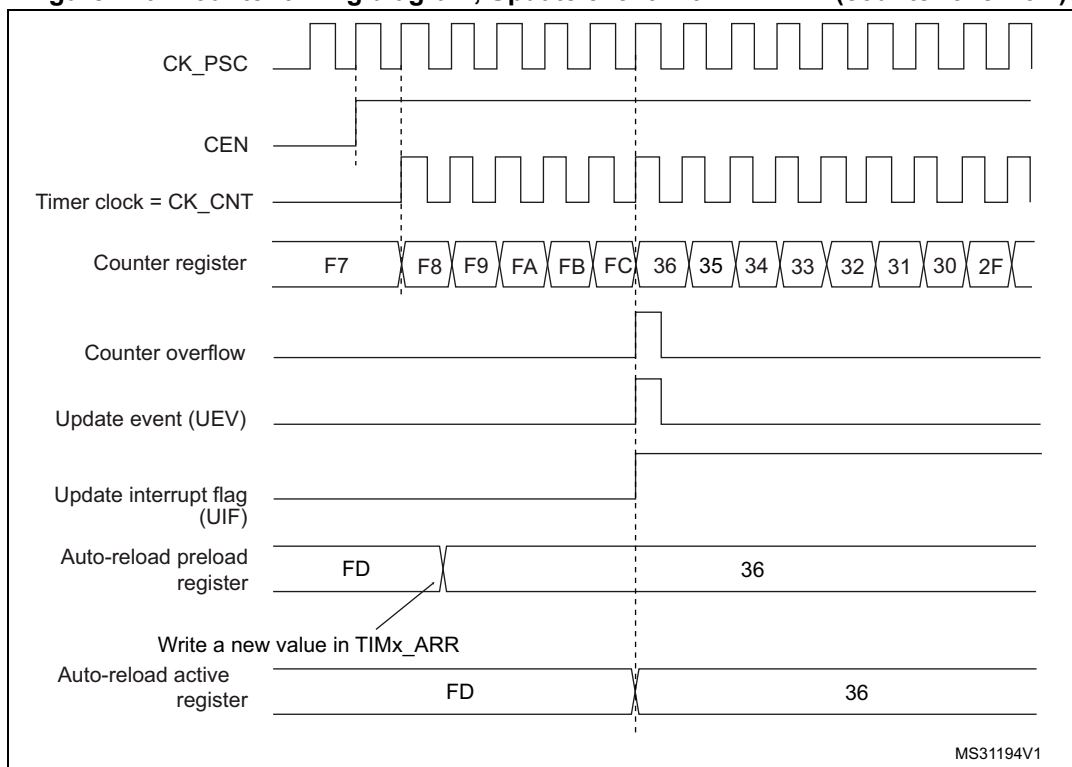 CK_PSC
CEN
Timer clock = CK_CNT
Counter register
F7 F8 F9 FA FB FC 36 35 34 33 32 31 30 2F
Counter overflow
Update event (UEV)
Update interrupt flag
(UIF)
Auto-reload preload
register
FD 36
Write a new value in TIMx_ARR
Auto-reload active
register
FD 36
MS31194V1